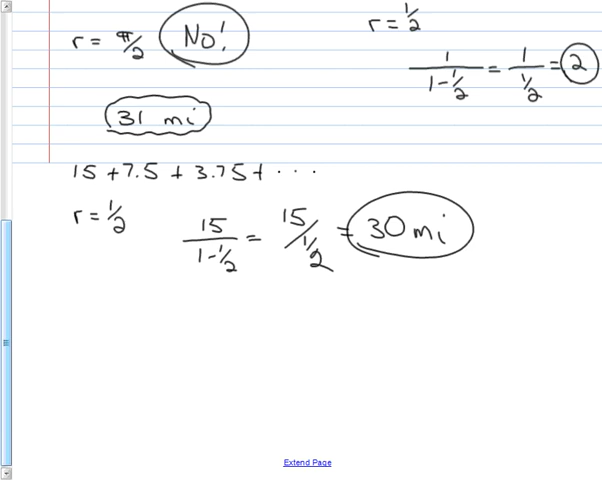 r = π/2 No!
r = 1/2
1/(1-1/2) = 1/(1/2) = 2
31 mi
15 + 7.5 + 3.75 + · · ·
r = 1/2 15/(1-1/2) = 15/(1/2) = 30 mi
Extend Page